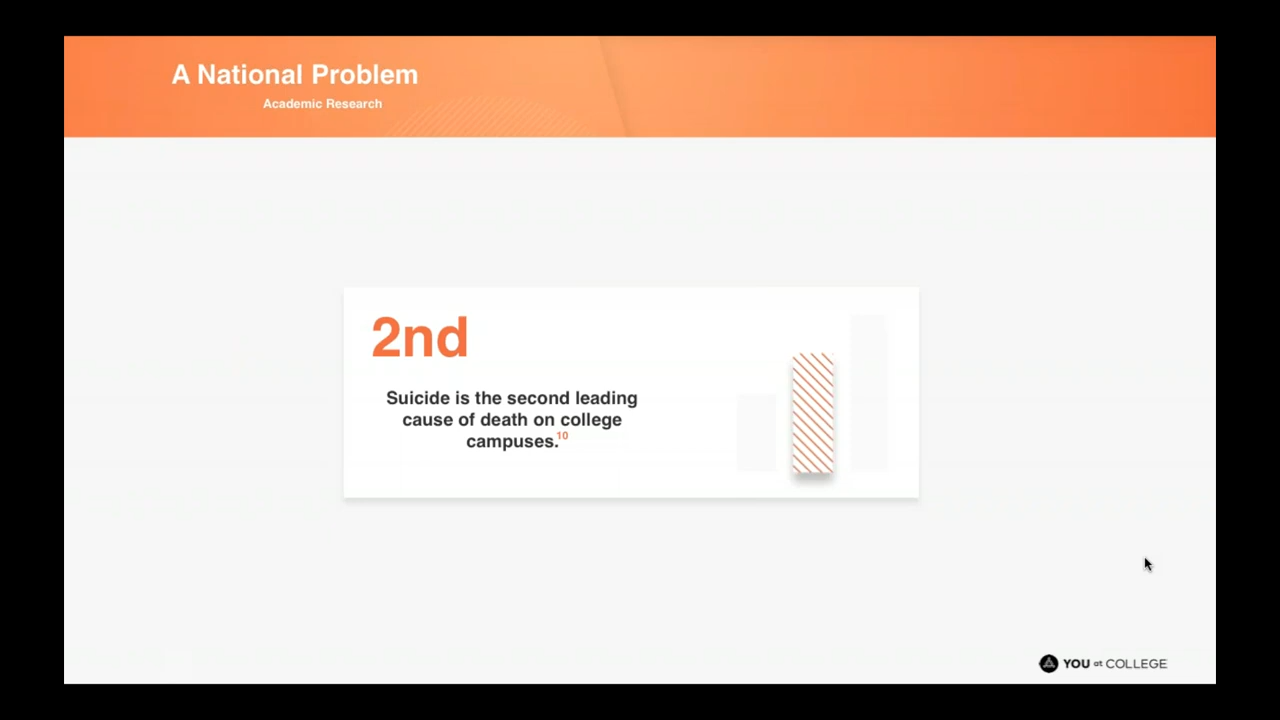 A National Problem
Academic Research
2nd
Suicide is the second leading
cause of death on college
campuses.10
YOU at COLLEGE